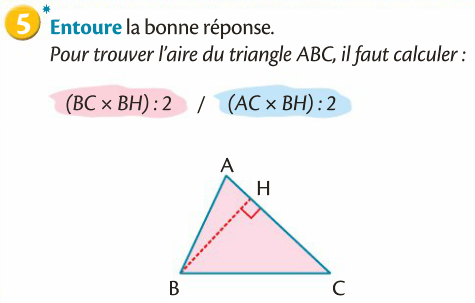 5 * Entoure la bonne réponse.
Pour trouver l'aire du triangle ABC, il faut calculer :
(BC × BH) : 2 / (AC × BH) : 2
A
H
B C